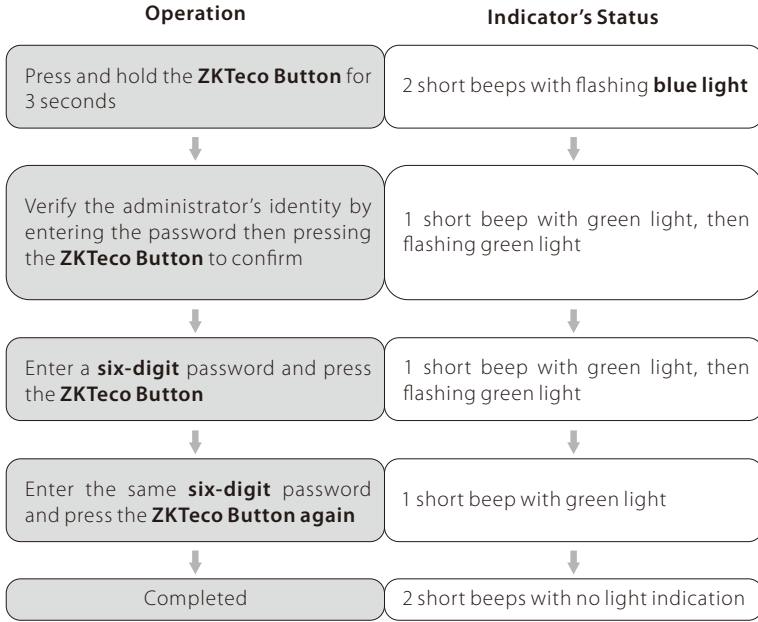 Operation
Indicator's Status
Press and hold the ZKTeco Button for
3 seconds
2 short beeps with flashing blue light
Verify the administrator's identity by
entering the password then pressing
the ZKTeco Button to confirm
1 short beep with green light, then
flashing green light
Enter a six-digit password and press
the ZKTeco Button
1 short beep with green light, then
flashing green light
Enter the same six-digit password
and press the ZKTeco Button again
1 short beep with green light
Completed
2 short beeps with no light indication